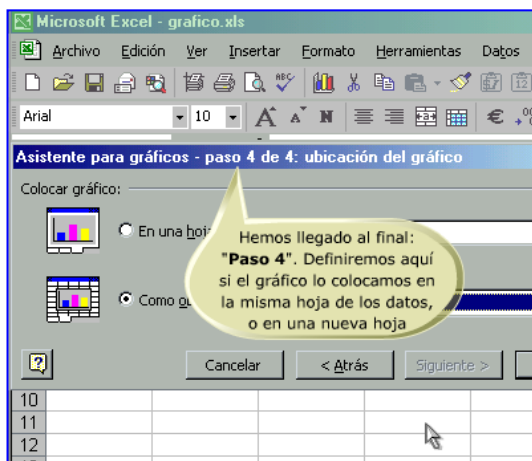 Microsoft Excel - grafico.xls
Archivo Edición Ver Insertar Formato Herramientas Datos
ABC
Arial 10 A A N €
Asistente para gráficos - paso 4 de 4: ubicación del gráfico
Colocar gráfico:
En una
Hemos llegado al final:
"Paso 4". Definiremos aquí
si el gráfico lo colocamos en
la misma hoja de los datos,
o en una nueva hoja
Como
Cancelar < Atrás Siguiente >
10
11
12